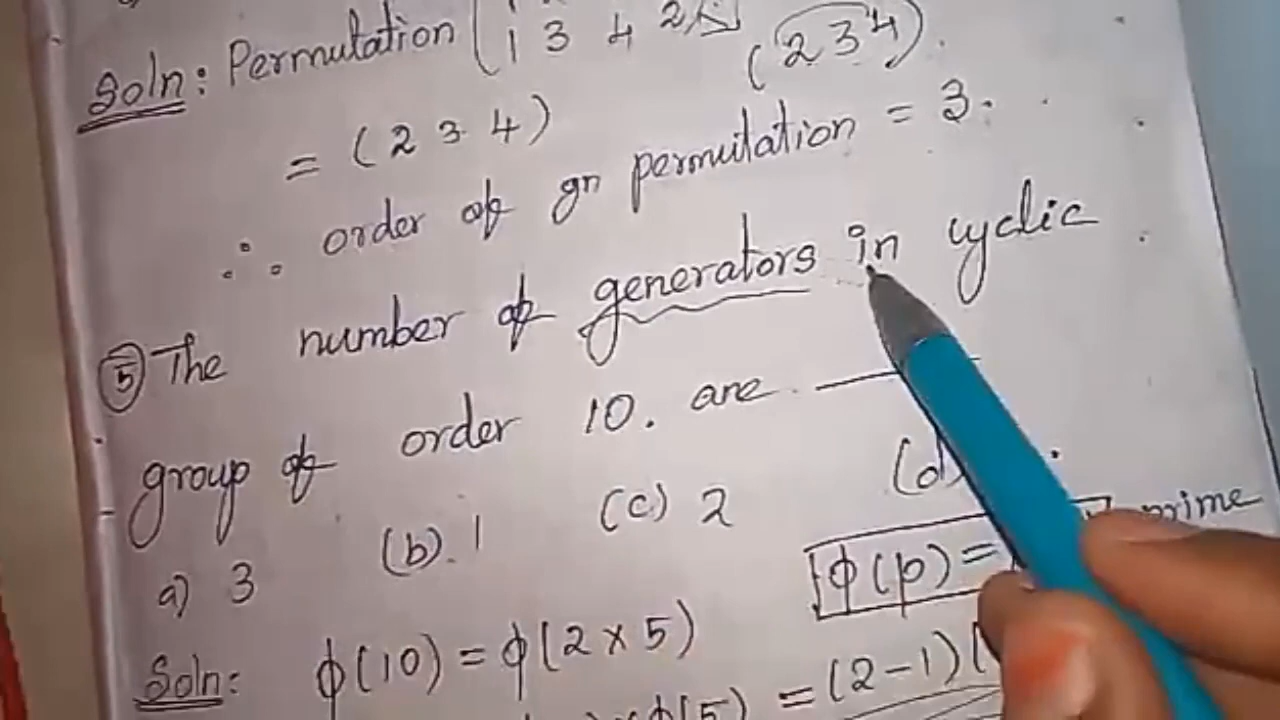 Soln: Permutation ( 1 3 4 2 5 )
(2 3 4).
= (2 3 4)
∴ order of gn permutation = 3.
⑤ The number of generators in cyclic
group of order 10. are
a) 3 (b). 1 (c) 2 (d)
ϕ(p) = prime
Soln: ϕ(10) = ϕ(2 × 5)
ϕ(5) = (2-1)(